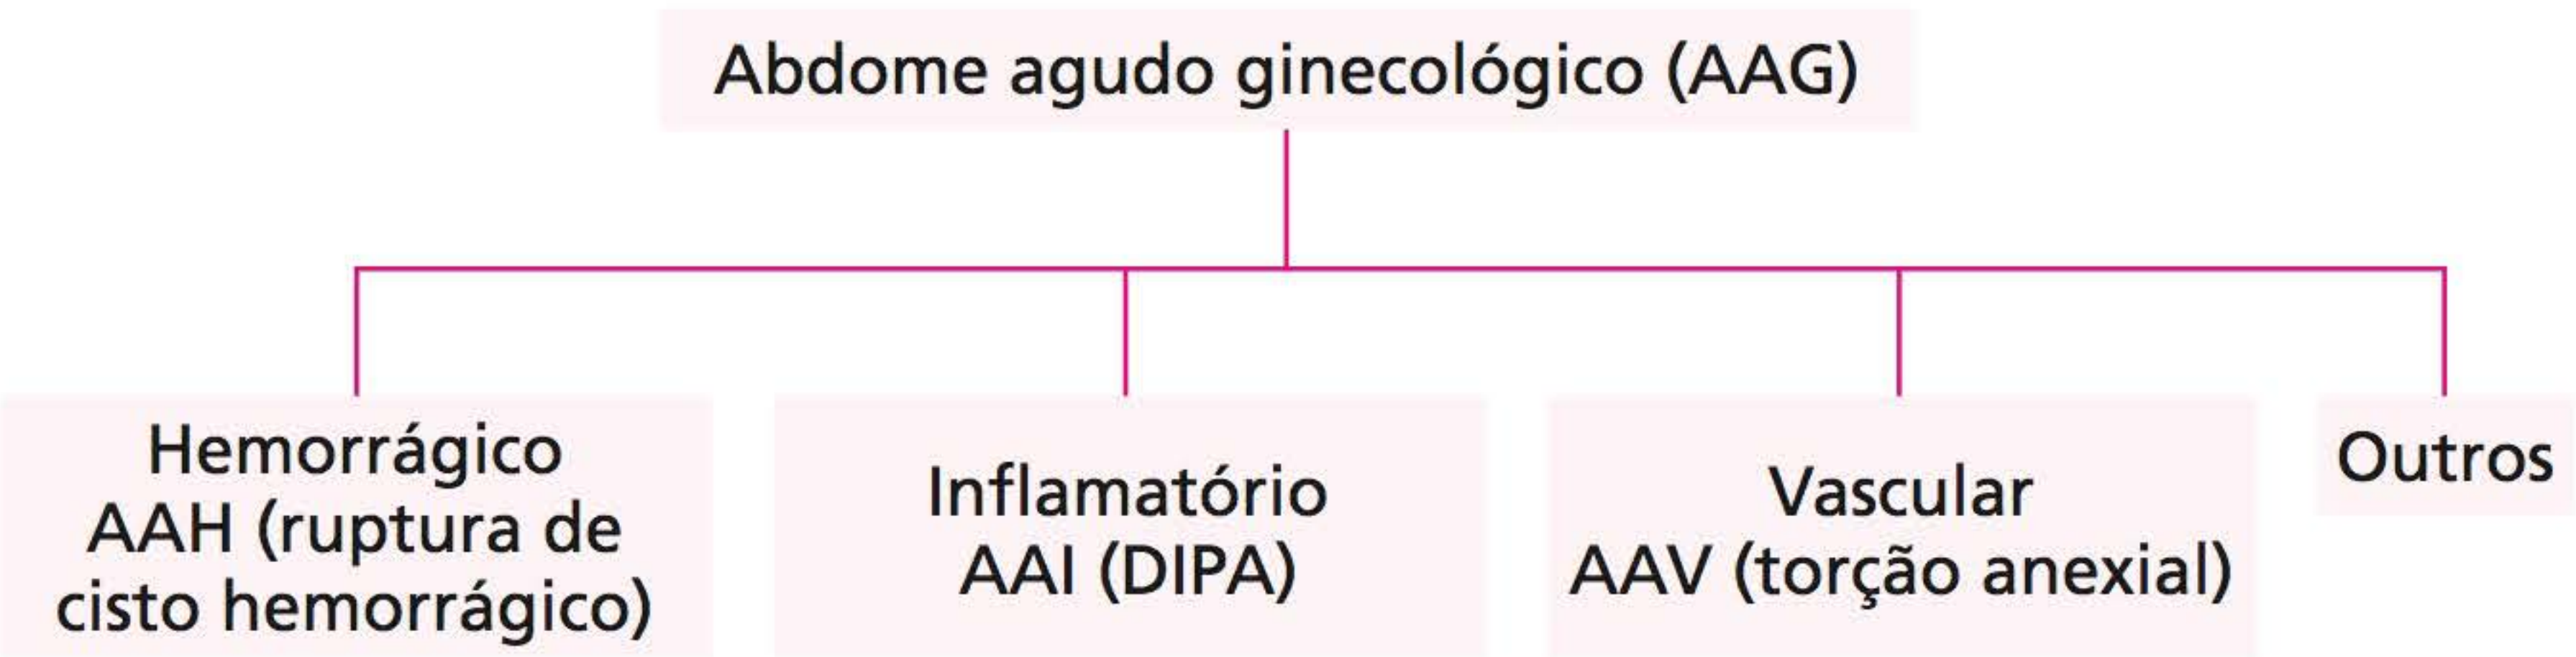 Abdome agudo ginecológico (AAG)
Hemorrágico
AAH (ruptura de
cisto hemorrágico)
Inflamatório
AAI (DIPA)
Vascular
AAV (torção anexial)
Outros